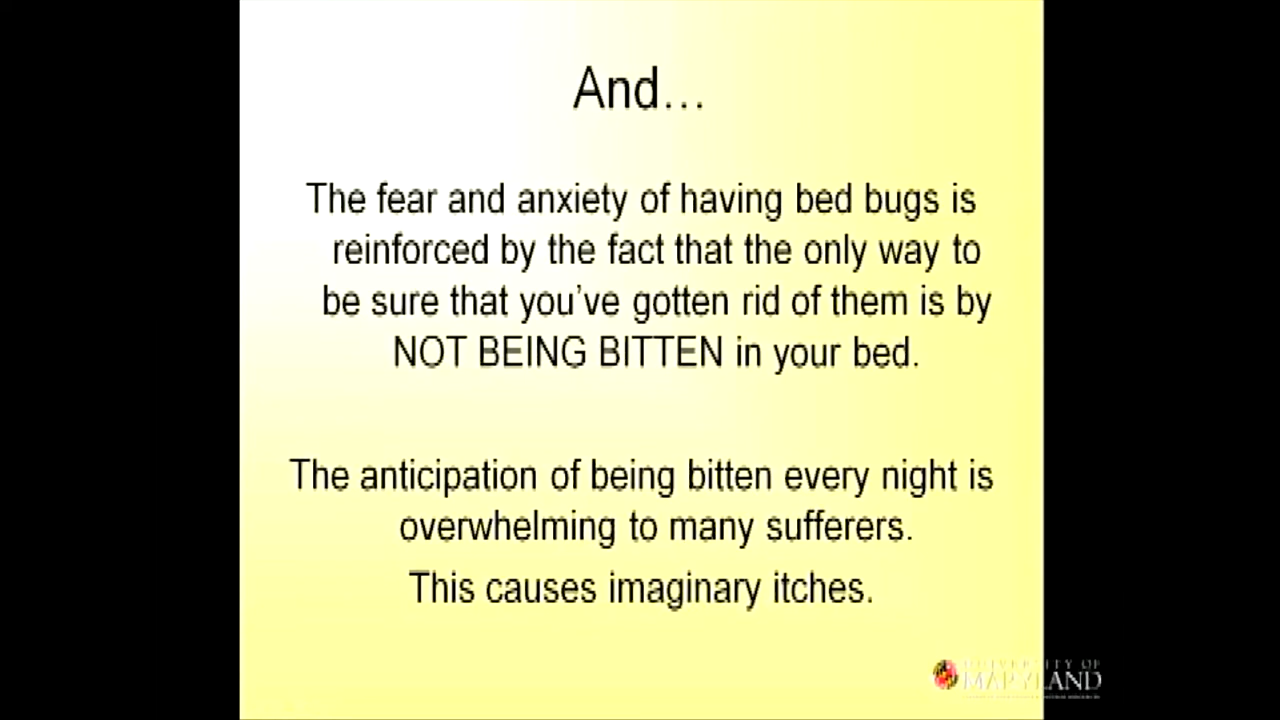 And…
The fear and anxiety of having bed bugs is
reinforced by the fact that the only way to
be sure that you've gotten rid of them is by
NOT BEING BITTEN in your bed.
The anticipation of being bitten every night is
overwhelming to many sufferers.
This causes imaginary itches.
UNIVERSITY OF
MARYLAND